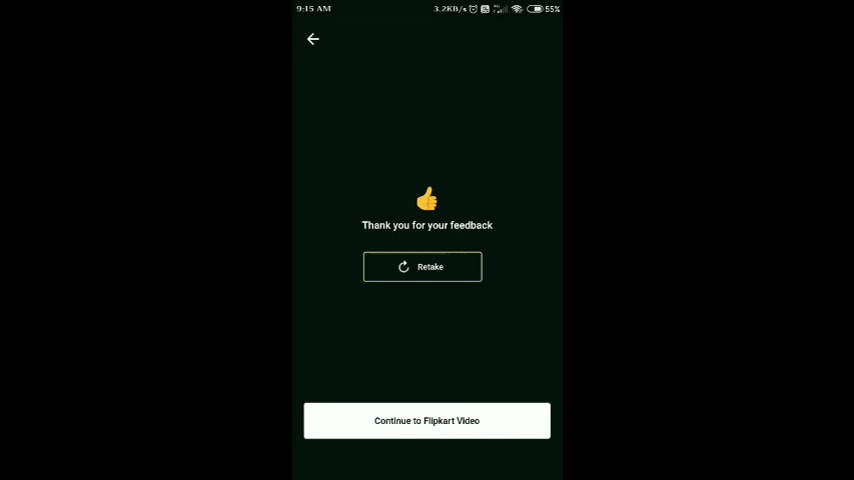 9:15 AM 3.2KB/s 55%
Thank you for your feedback
Retake
Continue to Flipkart Video